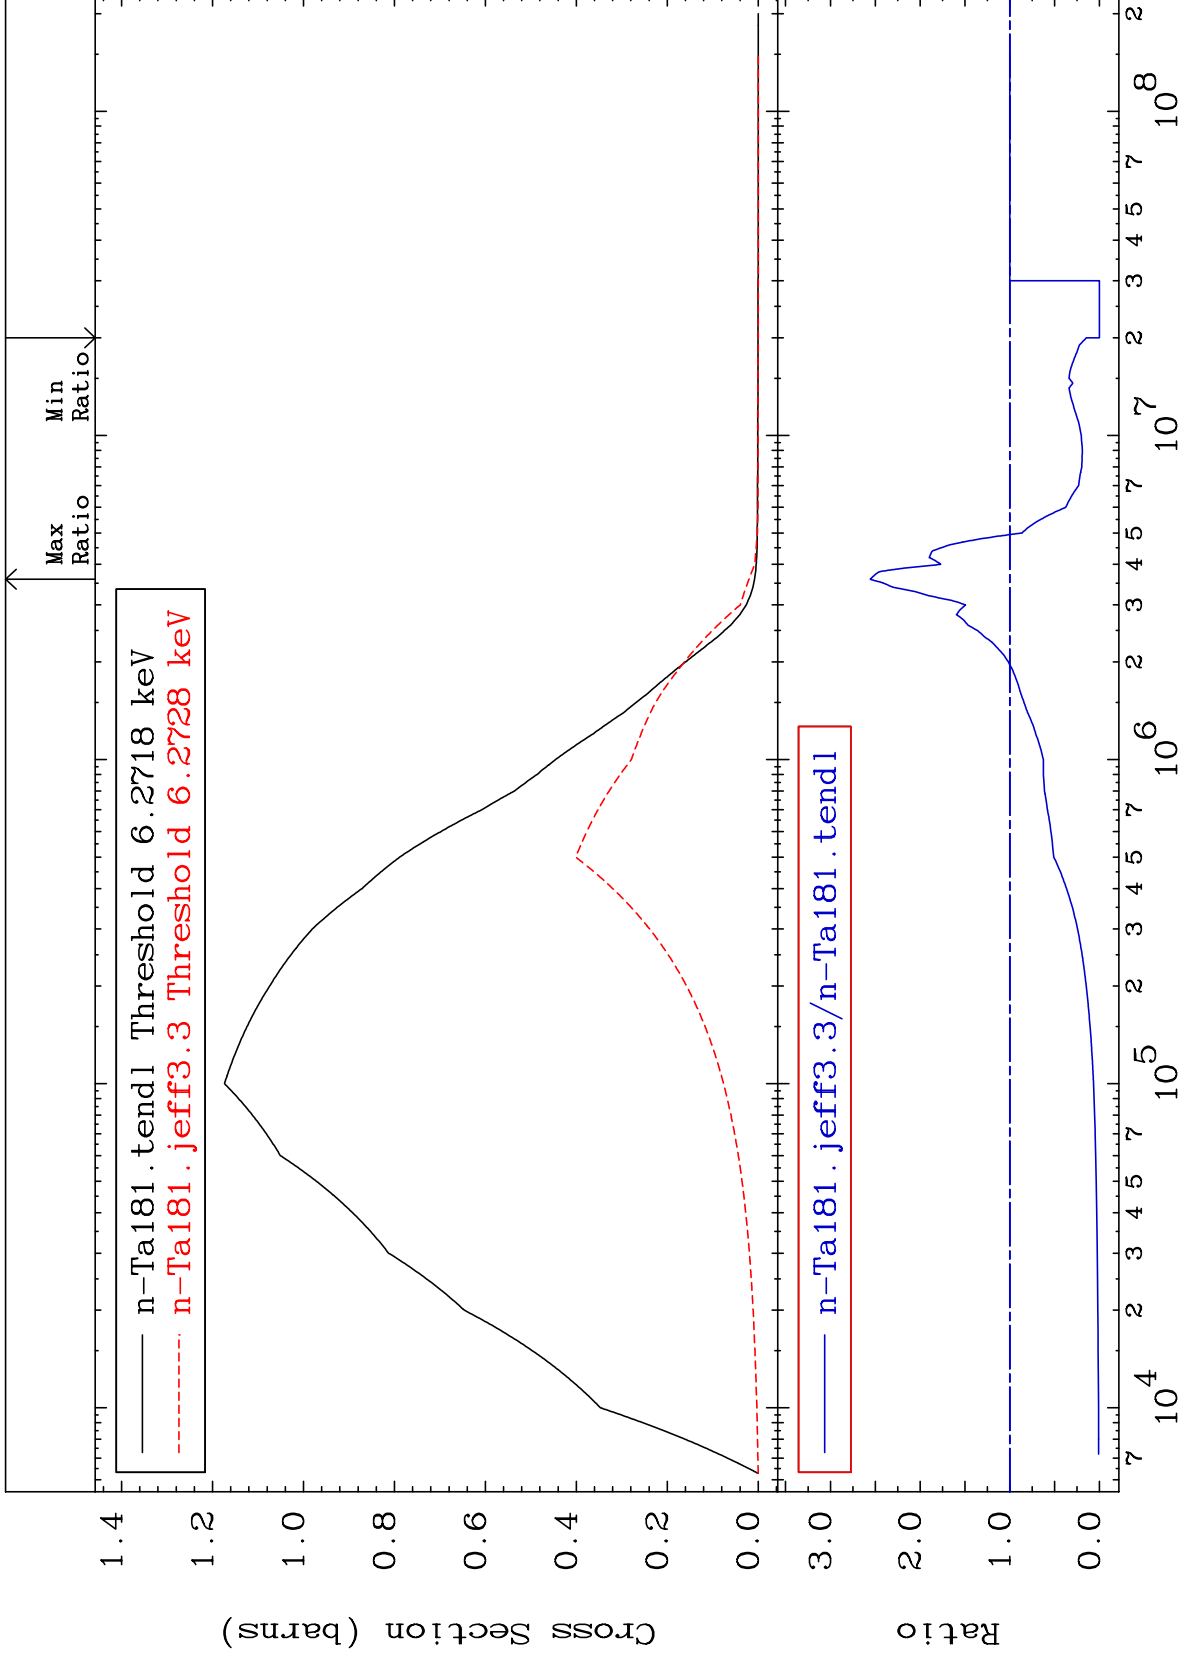 Max
Ratio
Min
Ratio
n-Ta181.tendl Threshold 6.2718 keV
n-Ta181.jeff3.3 Threshold 6.2728 keV
Cross Section (barns)
1.4
1.2
1.0
0.8
0.6
0.4
0.2
0.0
n-Ta181.jeff3.3/n-Ta181.tendl
Ratio
3.0
2.0
1.0
0.0
7 2 3 4 5 7 2 3 4 5 7 2 3 4 5 7 2 3 4 5 7 2
10^4 10^5 10^6 10^7 10^8